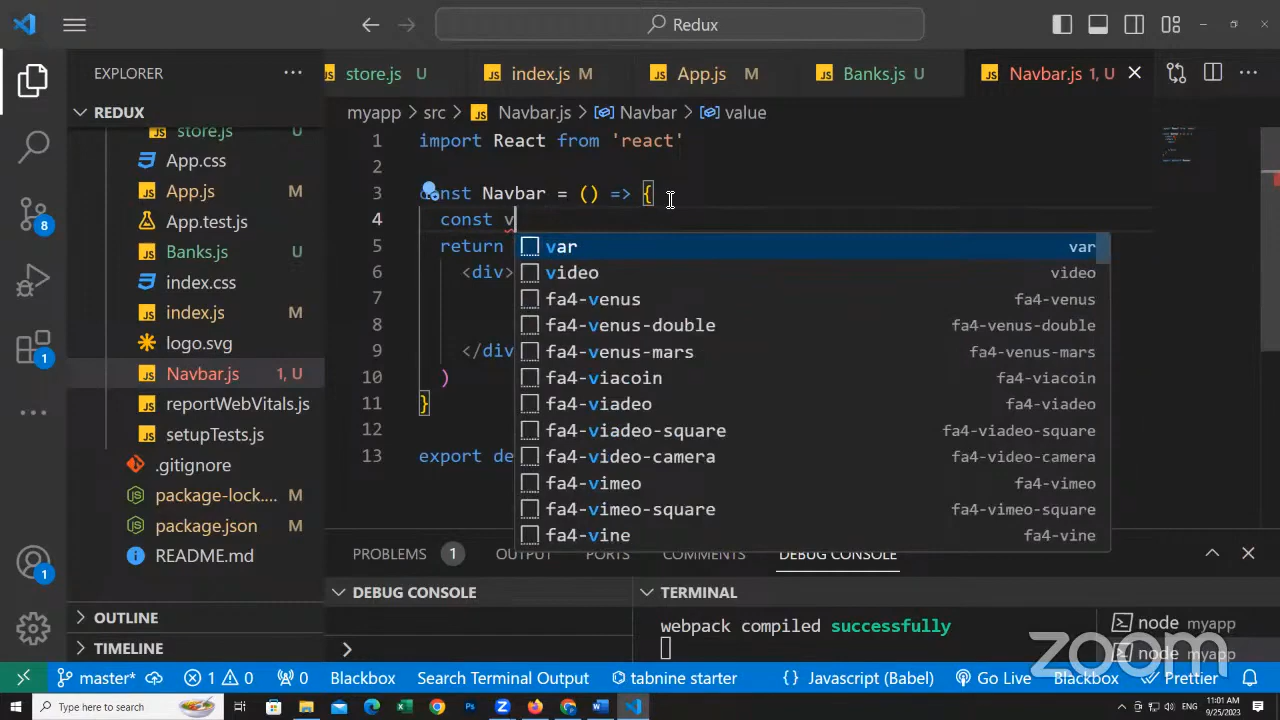 Redux
EXPLORER
store.js U
index.js M
App.js M
Banks.js U
Navbar.js 1, U
REDUX
myapp > src > Navbar.js > Navbar > value
store.js U
App.css
App.js M
App.test.js
Banks.js U
index.css
index.js M
logo.svg
Navbar.js 1, U
reportWebVitals.js
setupTests.js
.gitignore
package-lock.... M
package.json M
README.md
OUTLINE
TIMELINE
8
1
1
1 import React from 'react'
2
3 const Navbar = () => {
4 const v
5 return
6 <div>
7
8
9 </div
10 )
11 }
12
13 export de
var var
video video
fa4-venus fa4-venus
fa4-venus-double fa4-venus-double
fa4-venus-mars fa4-venus-mars
fa4-viacoin fa4-viacoin
fa4-viadeo fa4-viadeo
fa4-viadeo-square fa4-viadeo-square
fa4-video-camera fa4-video-camera
fa4-vimeo fa4-vimeo
fa4-vimeo-square fa4-vimeo-square
fa4-vine fa4-vine
PROBLEMS 1 OUTPUT PORTS COMMENTS DEBUG CONSOLE
DEBUG CONSOLE
TERMINAL
webpack compiled successfully
node myapp
node myapp
zoom
master* 1 0 0 Blackbox Search Terminal Output tabnine starter {} Javascript (Babel) Go Live Blackbox Prettier
Type here to search
11:01 AM
9/25/2023